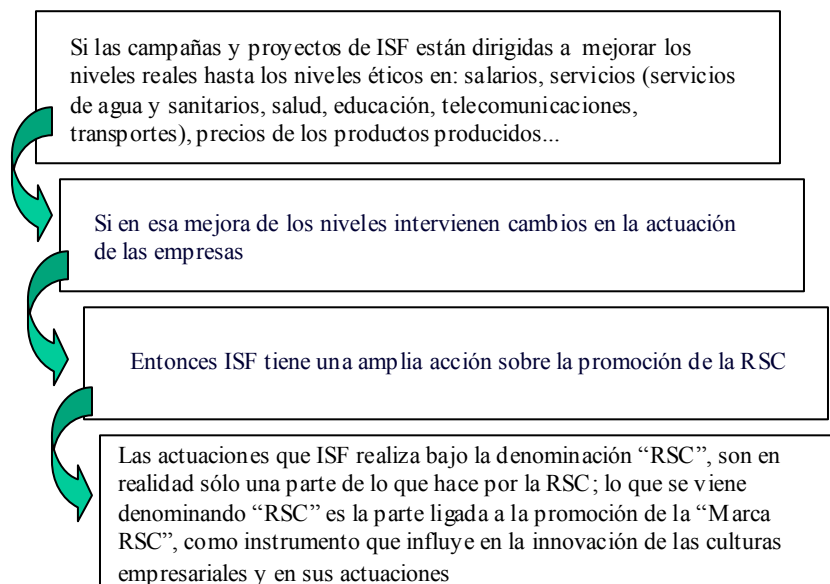 Si las campañas y proyectos de ISF están dirigidas a mejorar los
niveles reales hasta los niveles éticos en: salarios, servicios (servicios
de agua y sanitarios, salud, educación, telecomunicaciones,
transportes), precios de los productos producidos...
Si en esa mejora de los niveles intervienen cambios en la actuación
de las empresas
Entonces ISF tiene una amplia acción sobre la promoción de la RSC
Las actuaciones que ISF realiza bajo la denominación “RSC”, son en
realidad sólo una parte de lo que hace por la RSC; lo que se viene
denominando “RSC” es la parte ligada a la promoción de la “Marca
RSC”, como instrumento que influye en la innovación de las culturas
empresariales y en sus actuaciones